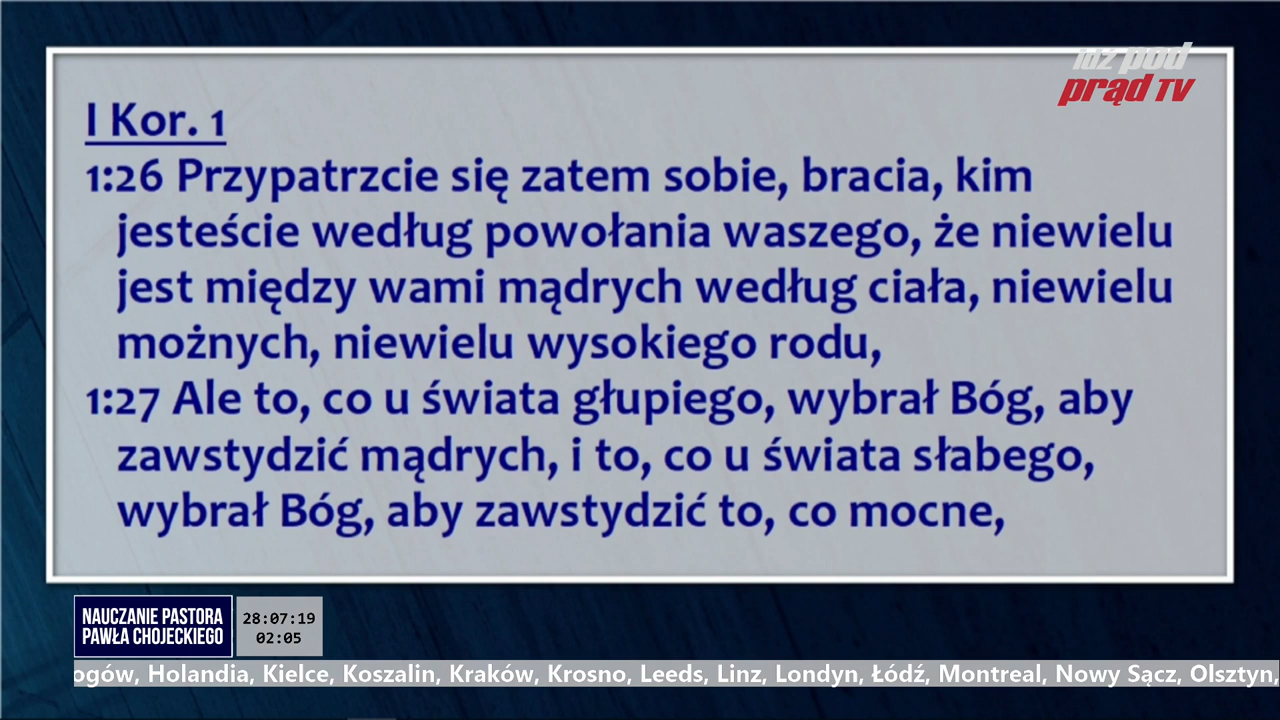 idź pod
prąd TV
I Kor. 1
1:26 Przypatrzcie się zatem sobie, bracia, kim
jesteście według powołania waszego, że niewielu
jest między wami mądrych według ciała, niewielu
możnych, niewielu wysokiego rodu,
1:27 Ale to, co u świata głupiego, wybrał Bóg, aby
zawstydzić mądrych, i to, co u świata słabego,
wybrał Bóg, aby zawstydzić to, co mocne,
NAUCZANIE PASTORA
PAWŁA CHOJECKIEGO
28:07:19
02:05
ogów, Holandia, Kielce, Koszalin, Kraków, Krosno, Leeds, Linz, Londyn, Łódź, Montreal, Nowy Sącz, Olsztyn,